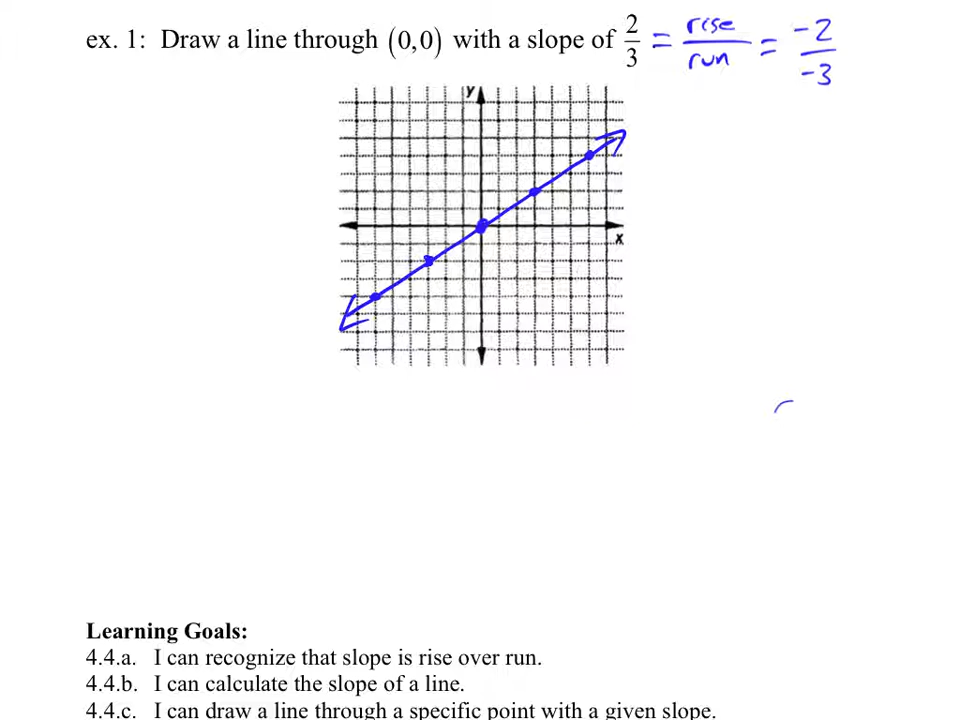 ex. 1: Draw a line through (0,0) with a slope of 2/3 = rise/run = -2/-3
y
x
Learning Goals:
4.4.a. I can recognize that slope is rise over run.
4.4.b. I can calculate the slope of a line.
4.4.c. I can draw a line through a specific point with a given slope.